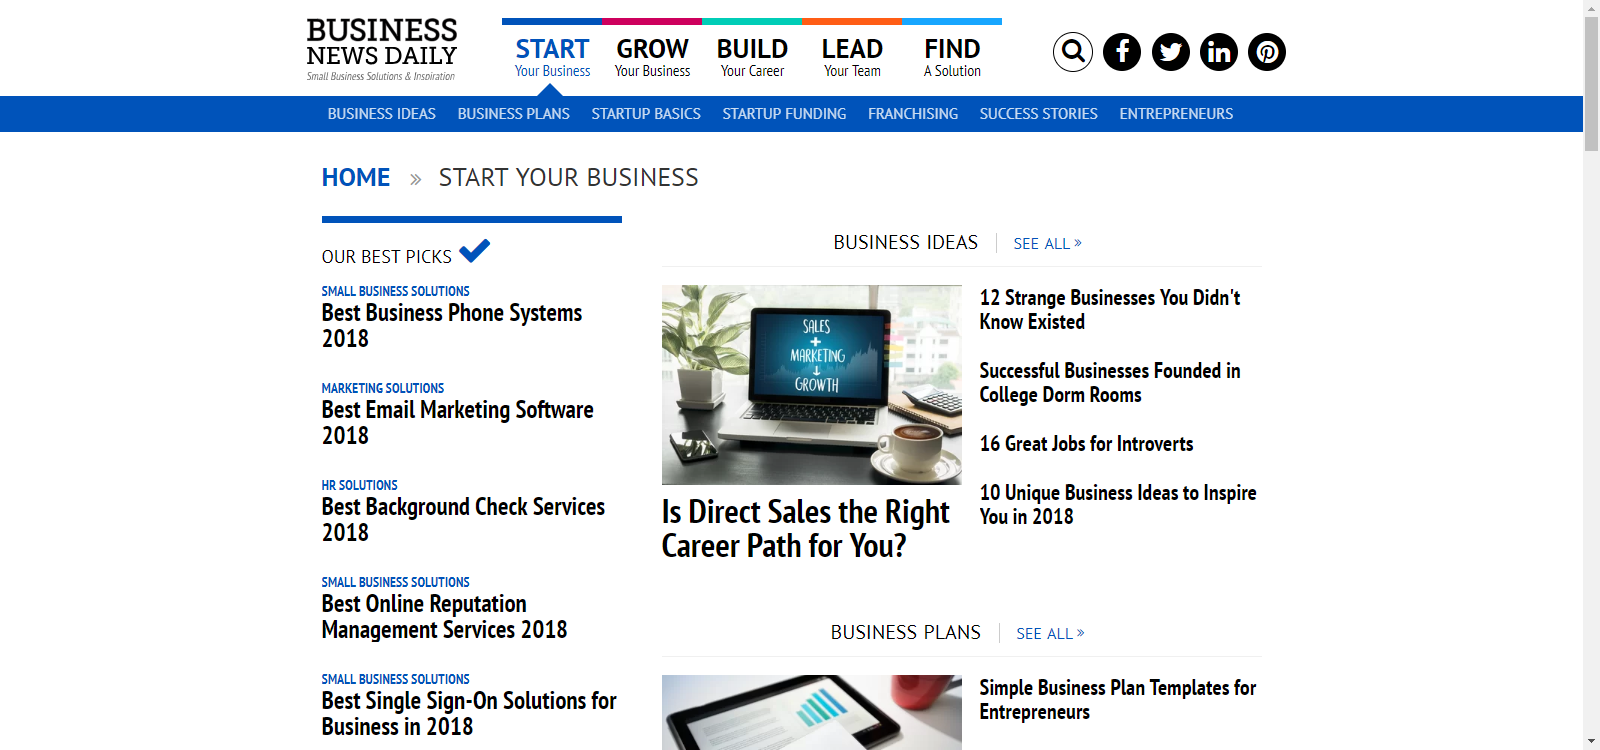 BUSINESS
NEWS DAILY
Small Business Solutions & Inspiration
START
Your Business
GROW
Your Business
BUILD
Your Career
LEAD
Your Team
FIND
A Solution
BUSINESS IDEAS BUSINESS PLANS STARTUP BASICS STARTUP FUNDING FRANCHISING SUCCESS STORIES ENTREPRENEURS
HOME » START YOUR BUSINESS
OUR BEST PICKS
SMALL BUSINESS SOLUTIONS
Best Business Phone Systems
2018
MARKETING SOLUTIONS
Best Email Marketing Software
2018
HR SOLUTIONS
Best Background Check Services
2018
SMALL BUSINESS SOLUTIONS
Best Online Reputation
Management Services 2018
SMALL BUSINESS SOLUTIONS
Best Single Sign-On Solutions for
Business in 2018
BUSINESS IDEAS SEE ALL »
SALES
+
MARKETING
↓
GROWTH
Is Direct Sales the Right
Career Path for You?
12 Strange Businesses You Didn't
Know Existed
Successful Businesses Founded in
College Dorm Rooms
16 Great Jobs for Introverts
10 Unique Business Ideas to Inspire
You in 2018
BUSINESS PLANS SEE ALL »
Simple Business Plan Templates for
Entrepreneurs